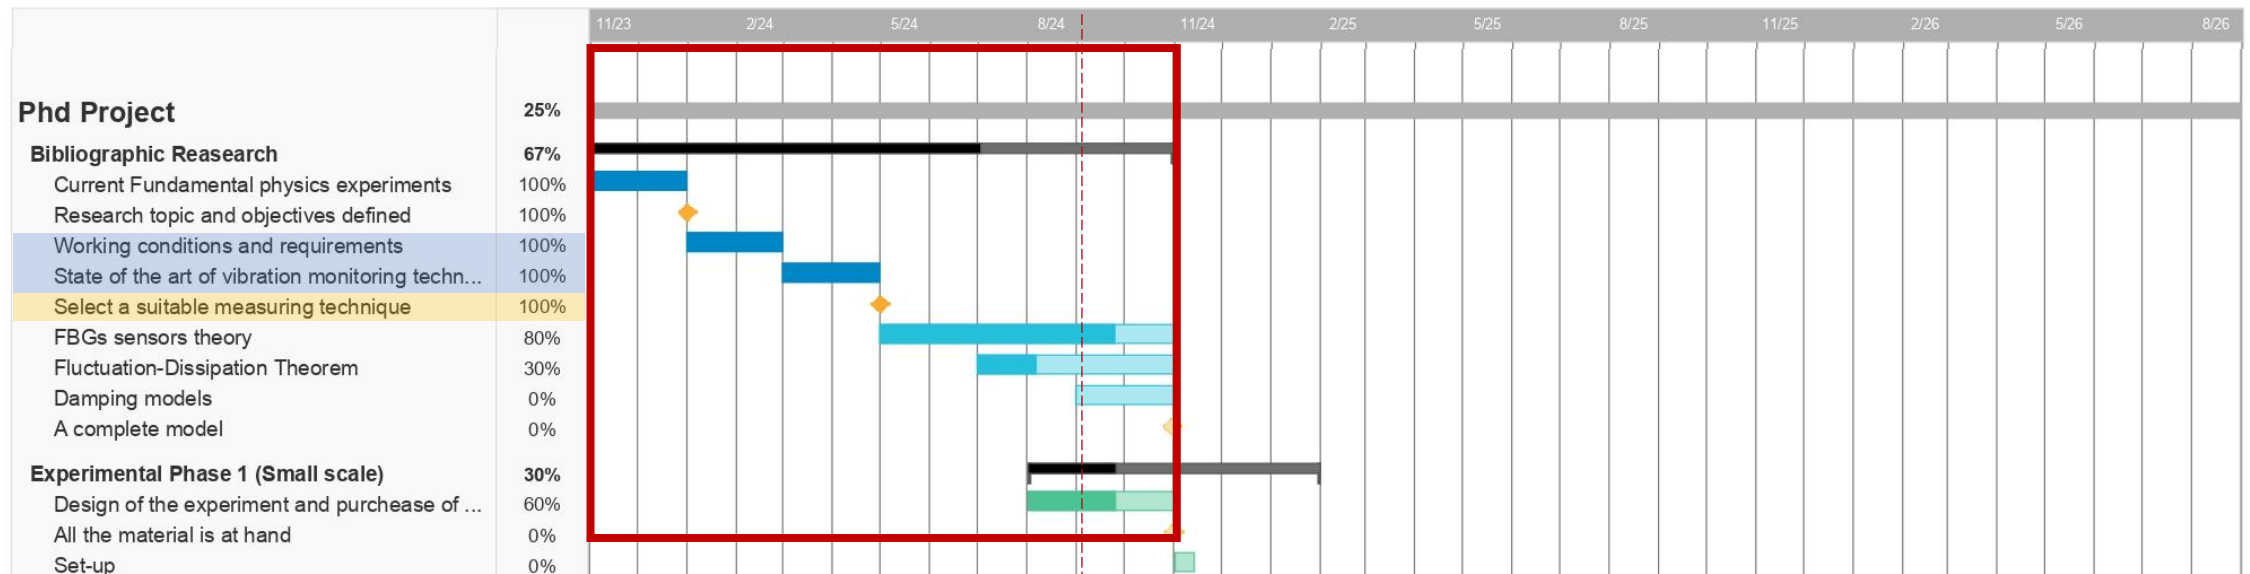 11/23 2/24 5/24 8/24 11/24 2/25 5/25 8/25 11/25 2/26 5/26 8/26
Phd Project 25%
Bibliographic Reasearch 67%
Current Fundamental physics experiments 100%
Research topic and objectives defined 100%
Working conditions and requirements 100%
State of the art of vibration monitoring techn... 100%
Select a suitable measuring technique 100%
FBGs sensors theory 80%
Fluctuation-Dissipation Theorem 30%
Damping models 0%
A complete model 0%
Experimental Phase 1 (Small scale) 30%
Design of the experiment and purchease of ... 60%
All the material is at hand 0%
Set-up 0%